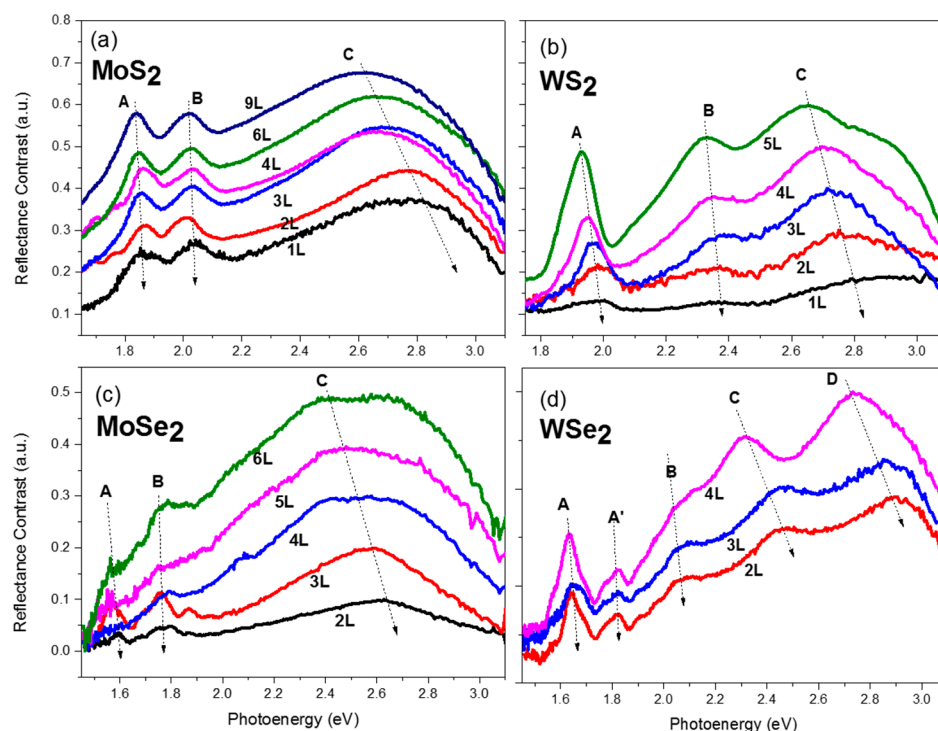 (a)
MoS2
A
B
C
9L
6L
4L
3L
2L
1L
0.8
0.7
0.6
0.5
0.4
0.3
0.2
0.1
1.8 2.0 2.2 2.4 2.6 2.8 3.0
Reflectance Contrast (a.u.)
(b)
WS2
A
B
C
5L
4L
3L
2L
1L
1.8 2.0 2.2 2.4 2.6 2.8 3.0
(c)
MoSe2
A
B
C
6L
5L
4L
3L
2L
0.5
0.4
0.3
0.2
0.1
0.0
1.6 1.8 2.0 2.2 2.4 2.6 2.8 3.0
Reflectance Contrast (a.u.)
Photoenergy (eV)
(d)
WSe2
A
A'
B
C
D
4L
3L
2L
1.6 1.8 2.0 2.2 2.4 2.6 2.8 3.0
Photoenergy (eV)